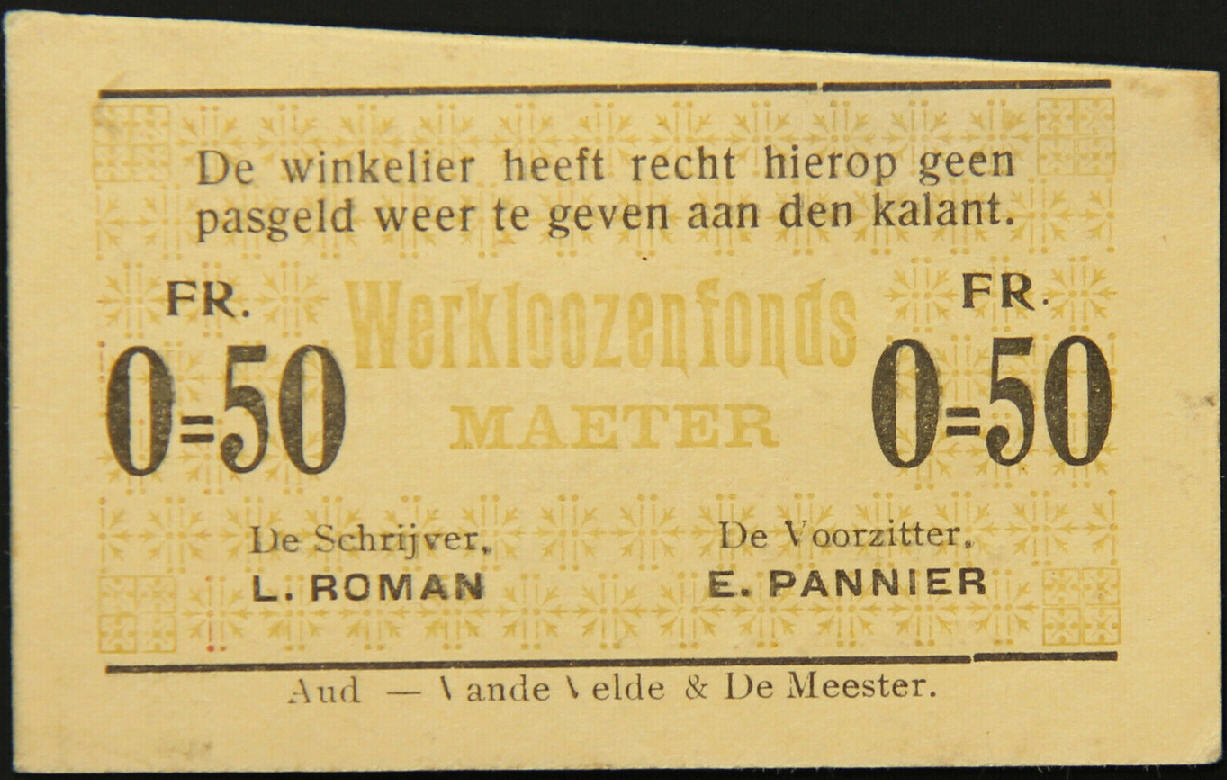 De winkelier heeft recht hierop geen
pasgeld weer te geven aan den kalant.
FR. FR.
Werkloozenfonds
0=50 0=50
MAETER
De Schrijver, De Voorzitter,
L. ROMAN E. PANNIER
Aud — Vande Velde & De Meester.